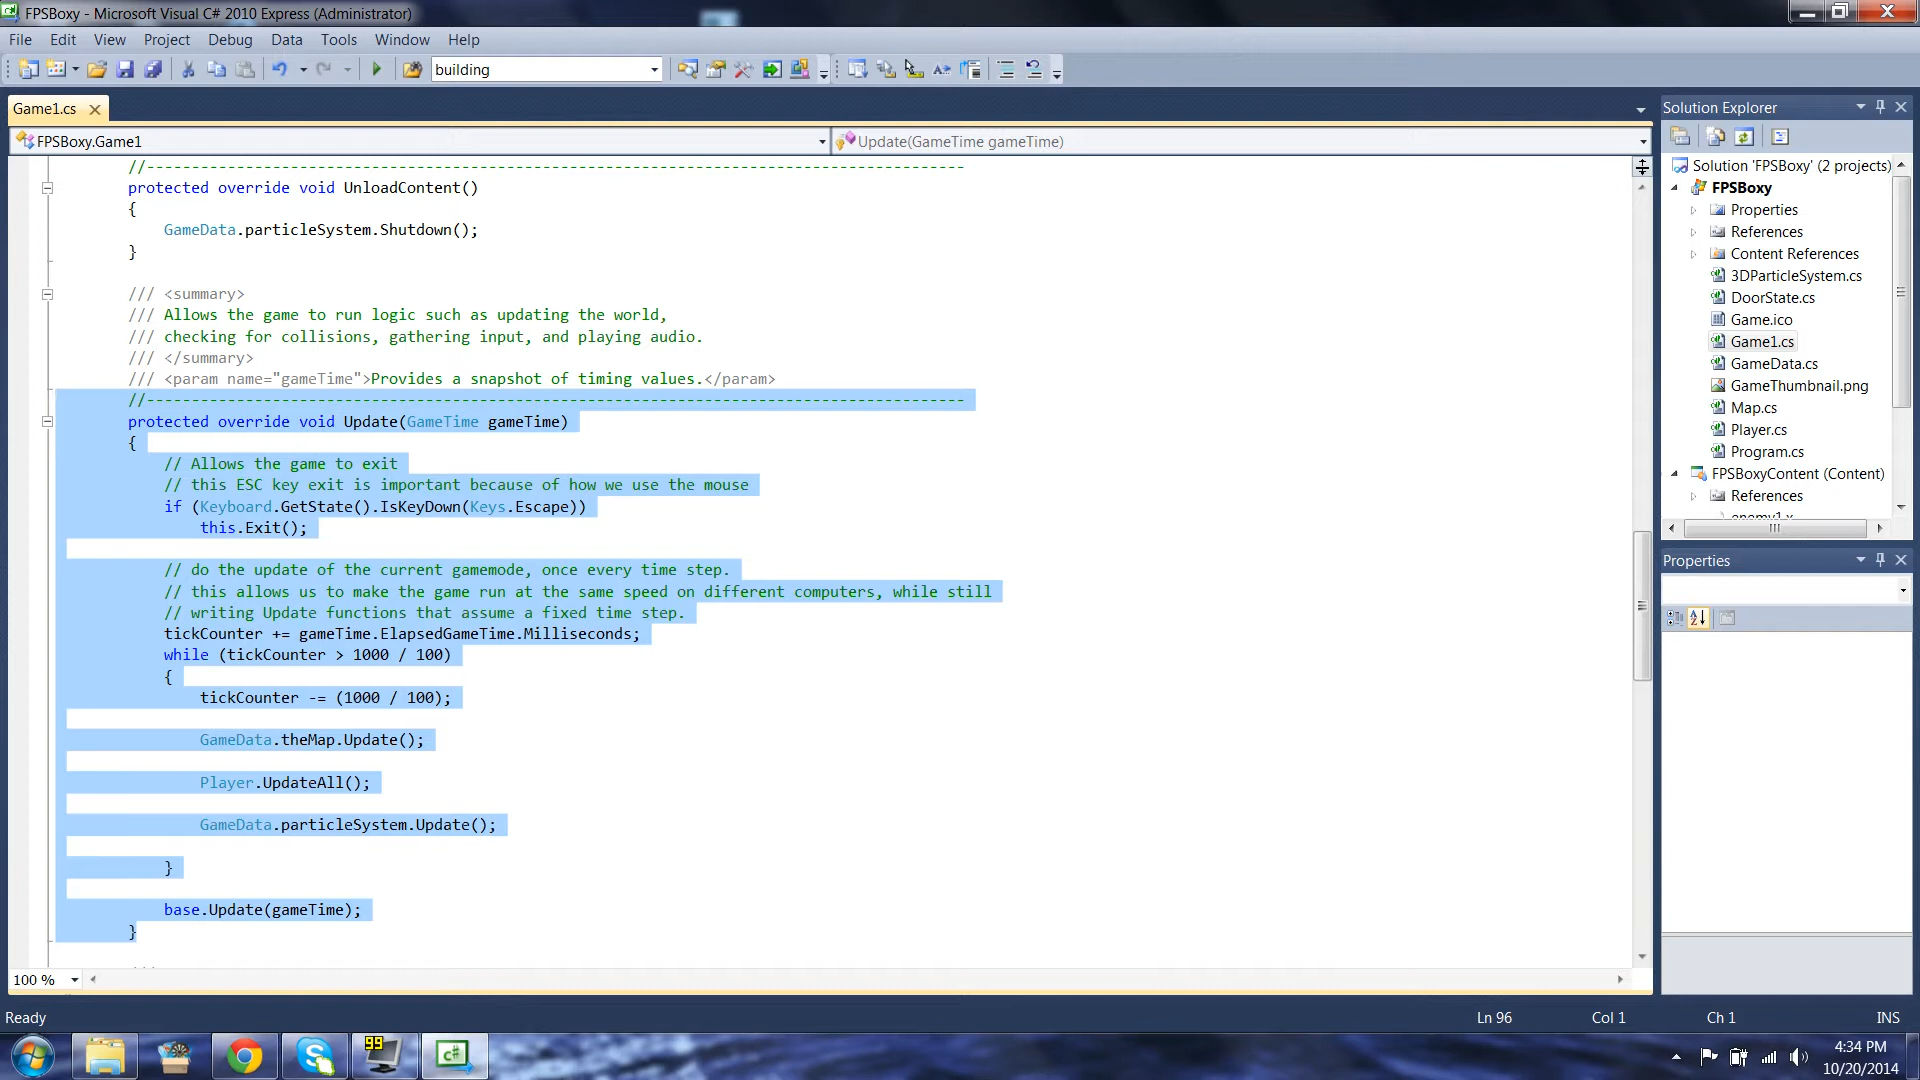 FPSBoxy - Microsoft Visual C# 2010 Express (Administrator)
File Edit View Project Debug Data Tools Window Help
building
Game1.cs
FPSBoxy.Game1
Update(GameTime gameTime)
//-------------------------------------------------------------------------------------------
protected override void UnloadContent()
{
GameData.particleSystem.Shutdown();
}
/// <summary>
/// Allows the game to run logic such as updating the world,
/// checking for collisions, gathering input, and playing audio.
/// </summary>
/// <param name="gameTime">Provides a snapshot of timing values.</param>
//-------------------------------------------------------------------------------------------
protected override void Update(GameTime gameTime)
{
// Allows the game to exit
// this ESC key exit is important because of how we use the mouse
if (Keyboard.GetState().IsKeyDown(Keys.Escape))
this.Exit();
// do the update of the current gamemode, once every time step.
// this allows us to make the game run at the same speed on different computers, while still
// writing Update functions that assume a fixed time step.
tickCounter += gameTime.ElapsedGameTime.Milliseconds;
while (tickCounter > 1000 / 100)
{
tickCounter -= (1000 / 100);
GameData.theMap.Update();
Player.UpdateAll();
GameData.particleSystem.Update();
}
base.Update(gameTime);
}
100 %
Solution Explorer
Solution 'FPSBoxy' (2 projects)
FPSBoxy
Properties
References
Content References
3DParticleSystem.cs
DoorState.cs
Game.ico
Game1.cs
GameData.cs
GameThumbnail.png
Map.cs
Player.cs
Program.cs
FPSBoxyContent (Content)
References
enemy1.x
Properties
Ready
Ln 96
Col 1
Ch 1
INS
99
C#
4:34 PM
10/20/2014